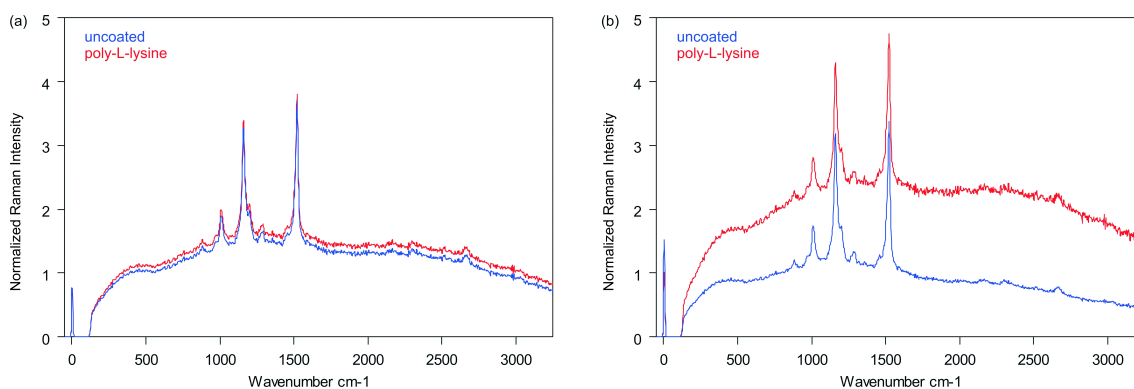 (a)
5
4
3
2
1
0
Normalized Raman Intensity
uncoated
poly-L-lysine
0 500 1000 1500 2000 2500 3000
Wavenumber cm-1
(b)
5
4
3
2
1
0
Normalized Raman Intensity
uncoated
poly-L-lysine
0 500 1000 1500 2000 2500 3000
Wavenumber cm-1